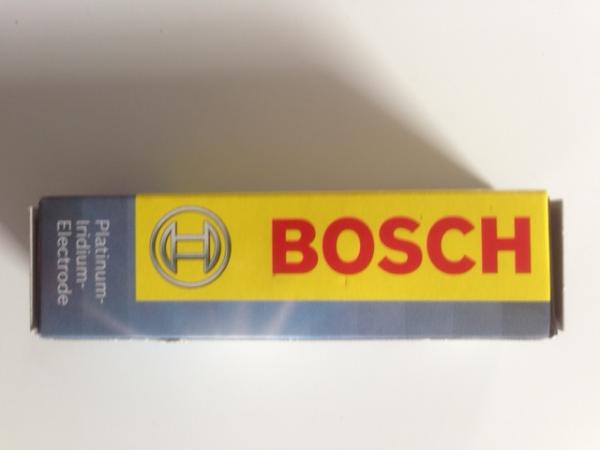 BOSCH
Platinum-
Iridium-
Electrode